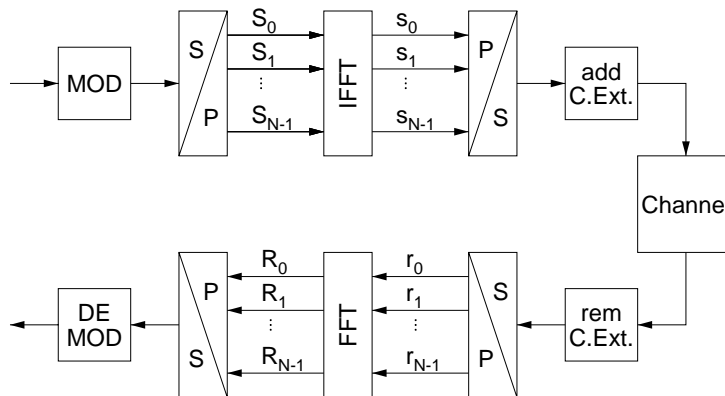 MOD
S
P
S0
S1
...
SN-1
IFFT
s0
s1
...
sN-1
P
S
add
C.Ext.
Channe
DE
MOD
P
S
R0
R1
...
RN-1
FFT
r0
r1
...
rN-1
S
P
rem
C.Ext.